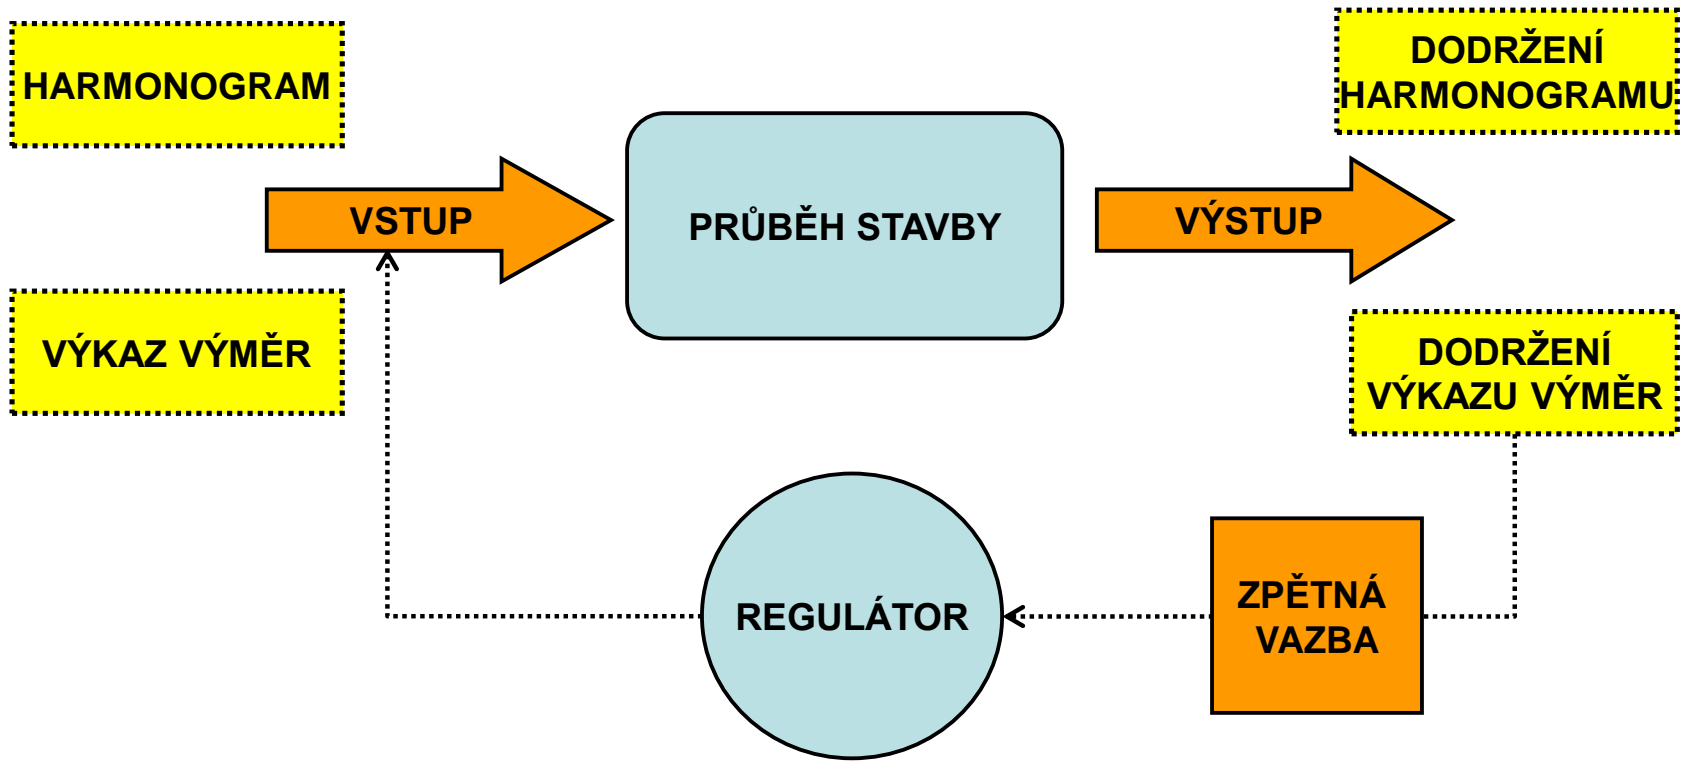 HARMONOGRAM
DODRŽENÍ
HARMONOGRAMU
VSTUP
PRŮBĚH STAVBY
VÝSTUP
VÝKAZ VÝMĚR
DODRŽENÍ
VÝKAZU VÝMĚR
REGULÁTOR
ZPĚTNÁ
VAZBA